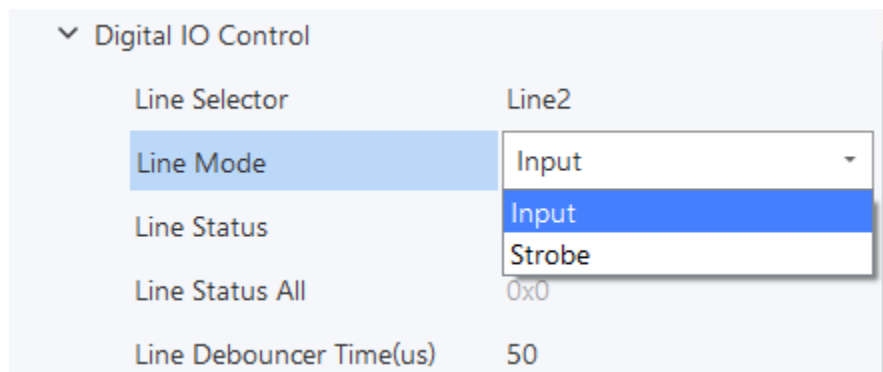 Digital IO Control
Line Selector Line2
Line Mode Input
Line Status Input
Strobe
Line Status All 0x0
Line Debouncer Time(us) 50